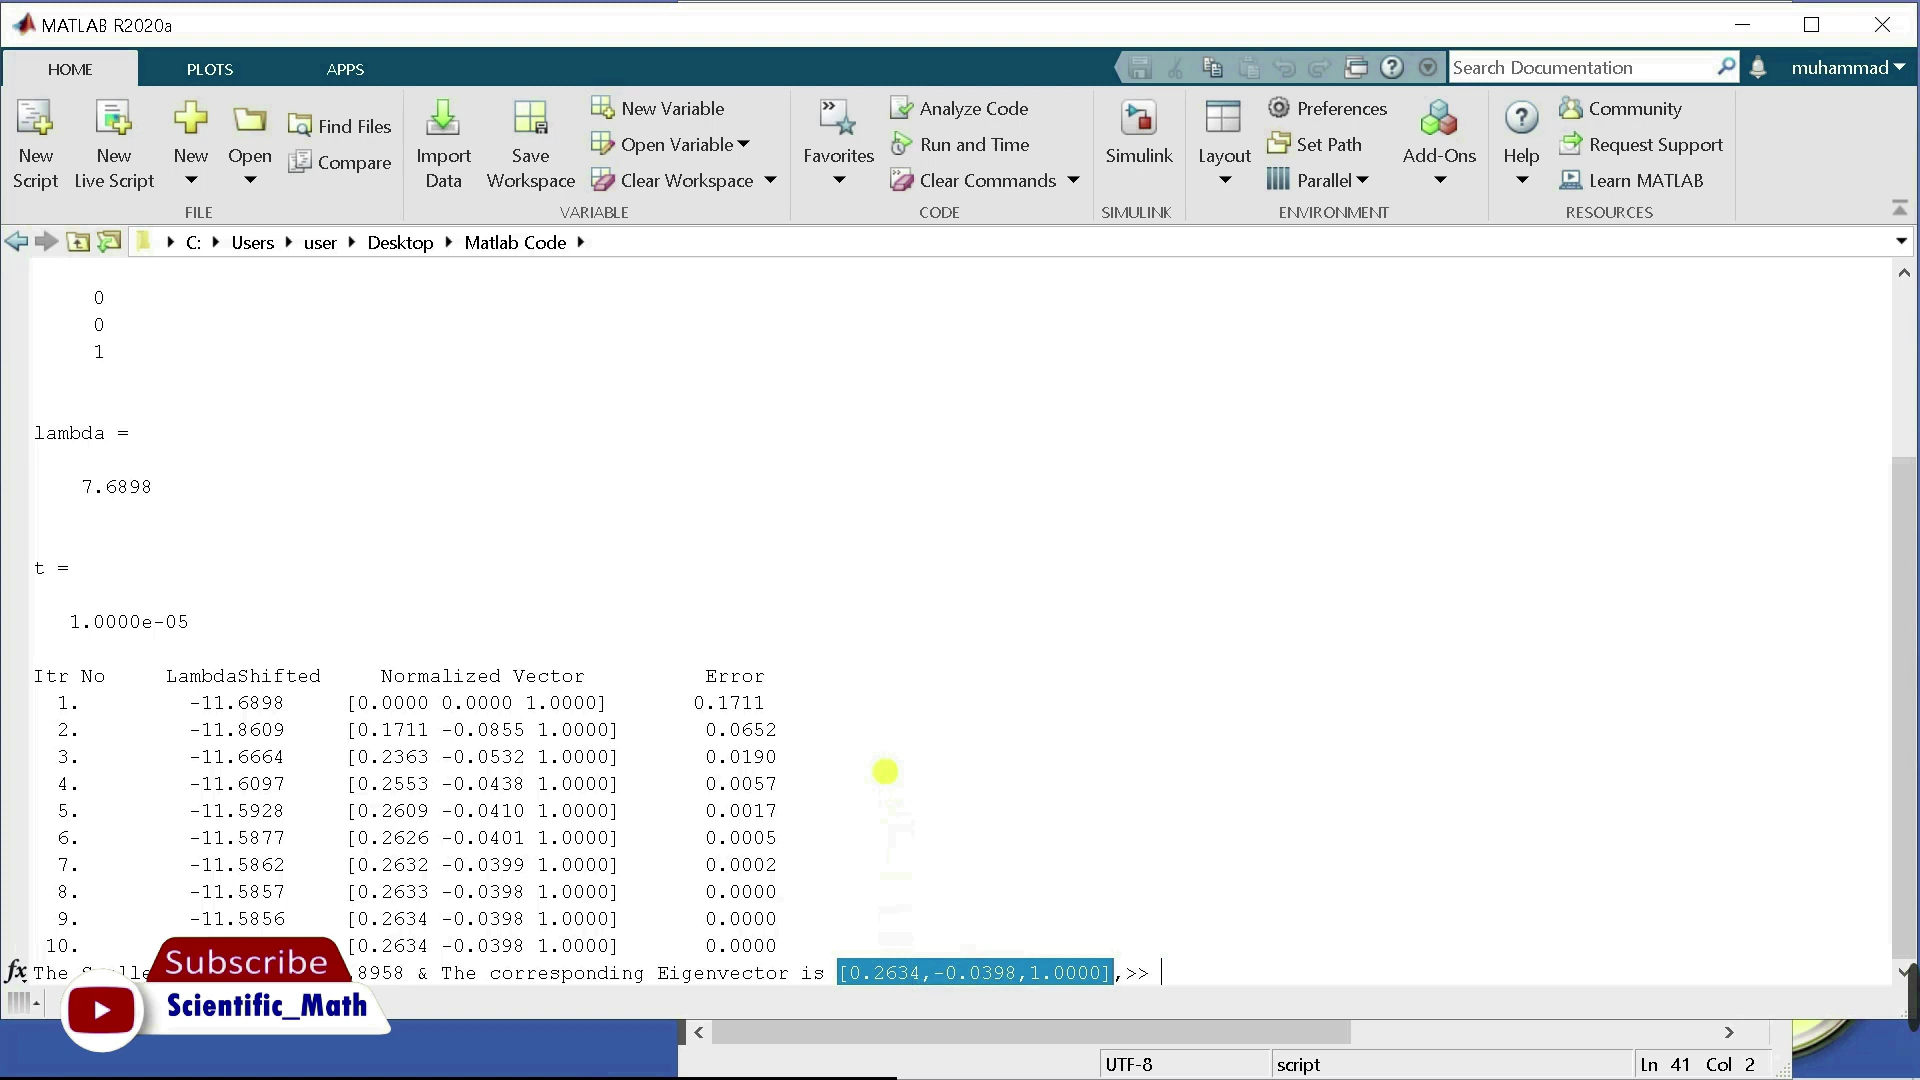 MATLAB R2020a
HOME PLOTS APPS Search Documentation muhammad
New Script New Live Script New Open Find Files Compare FILE
Import Data Save Workspace New Variable Open Variable Clear Workspace VARIABLE
Favorites Analyze Code Run and Time Clear Commands CODE
Simulink SIMULINK
Layout Preferences Set Path Parallel Add-Ons ENVIRONMENT
Help Community Request Support Learn MATLAB RESOURCES
C: Users user Desktop Matlab Code
0
0
1
lambda =
7.6898
t =
1.0000e-05
Itr No LambdaShifted Normalized Vector Error
1. -11.6898 [0.0000 0.0000 1.0000] 0.1711
2. -11.8609 [0.1711 -0.0855 1.0000] 0.0652
3. -11.6664 [0.2363 -0.0532 1.0000] 0.0190
4. -11.6097 [0.2553 -0.0438 1.0000] 0.0057
5. -11.5928 [0.2609 -0.0410 1.0000] 0.0017
6. -11.5877 [0.2626 -0.0401 1.0000] 0.0005
7. -11.5862 [0.2632 -0.0399 1.0000] 0.0002
8. -11.5857 [0.2633 -0.0398 1.0000] 0.0000
9. -11.5856 [0.2634 -0.0398 1.0000] 0.0000
10. [0.2634 -0.0398 1.0000] 0.0000
fx The .8958 & The corresponding Eigenvector is [0.2634,-0.0398,1.0000],>>
Subscribe
Scientific_Math
UTF-8 script Ln 41 Col 2